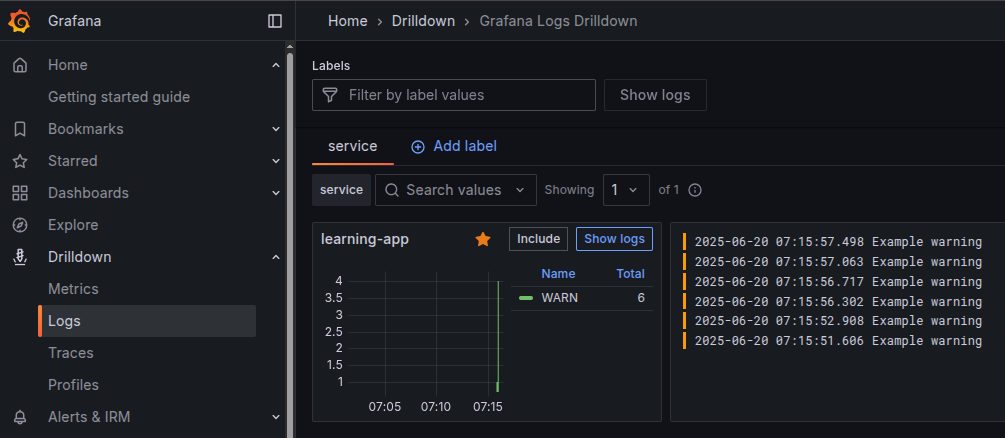 Grafana
Home
Getting started guide
Bookmarks
Starred
Dashboards
Explore
Drilldown
Metrics
Logs
Traces
Profiles
Alerts & IRM
Home › Drilldown › Grafana Logs Drilldown
Labels
Filter by label values
Show logs
service
Add label
service
Search values
Showing
1
of 1
learning-app
Include
Show logs
4
3.5
3
2.5
2
1.5
1
07:05 07:10 07:15
Name Total
WARN 6
2025-06-20 07:15:57.498 Example warning
2025-06-20 07:15:57.063 Example warning
2025-06-20 07:15:56.717 Example warning
2025-06-20 07:15:56.302 Example warning
2025-06-20 07:15:52.908 Example warning
2025-06-20 07:15:51.606 Example warning